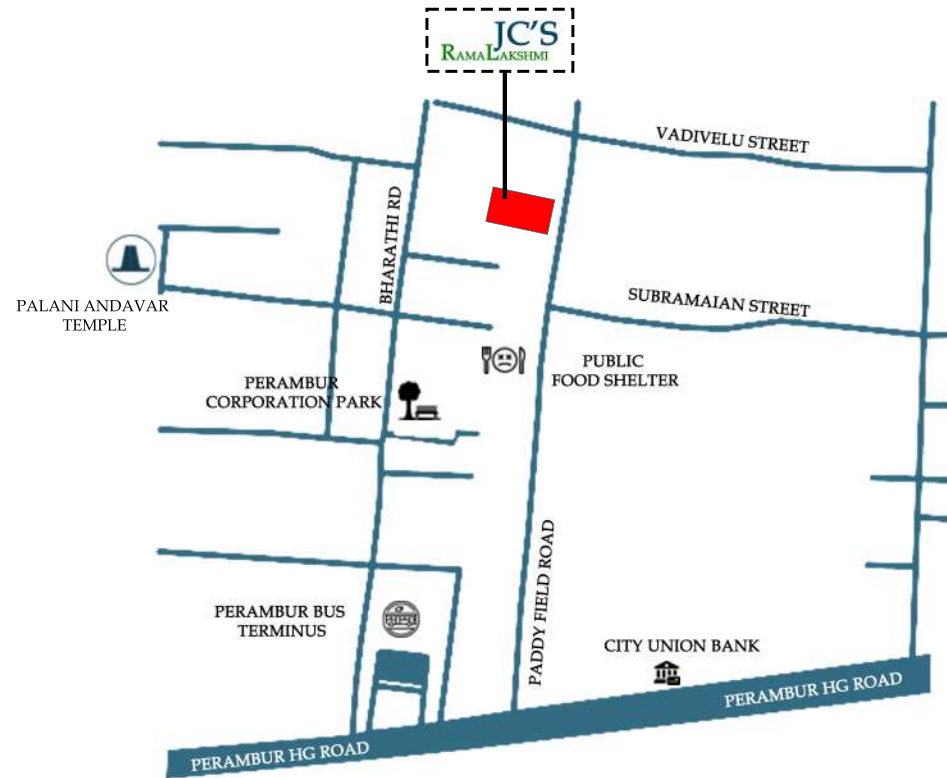 JC'S
RAMALAKSHMI
VADIVELU STREET
BHARATHI RD
PALANI ANDAVAR
TEMPLE
SUBRAMAIAN STREET
PUBLIC
FOOD SHELTER
PERAMBUR
CORPORATION PARK
PADDY FIELD ROAD
PERAMBUR BUS
TERMINUS
CITY UNION BANK
PERAMBUR HG ROAD
PERAMBUR HG ROAD